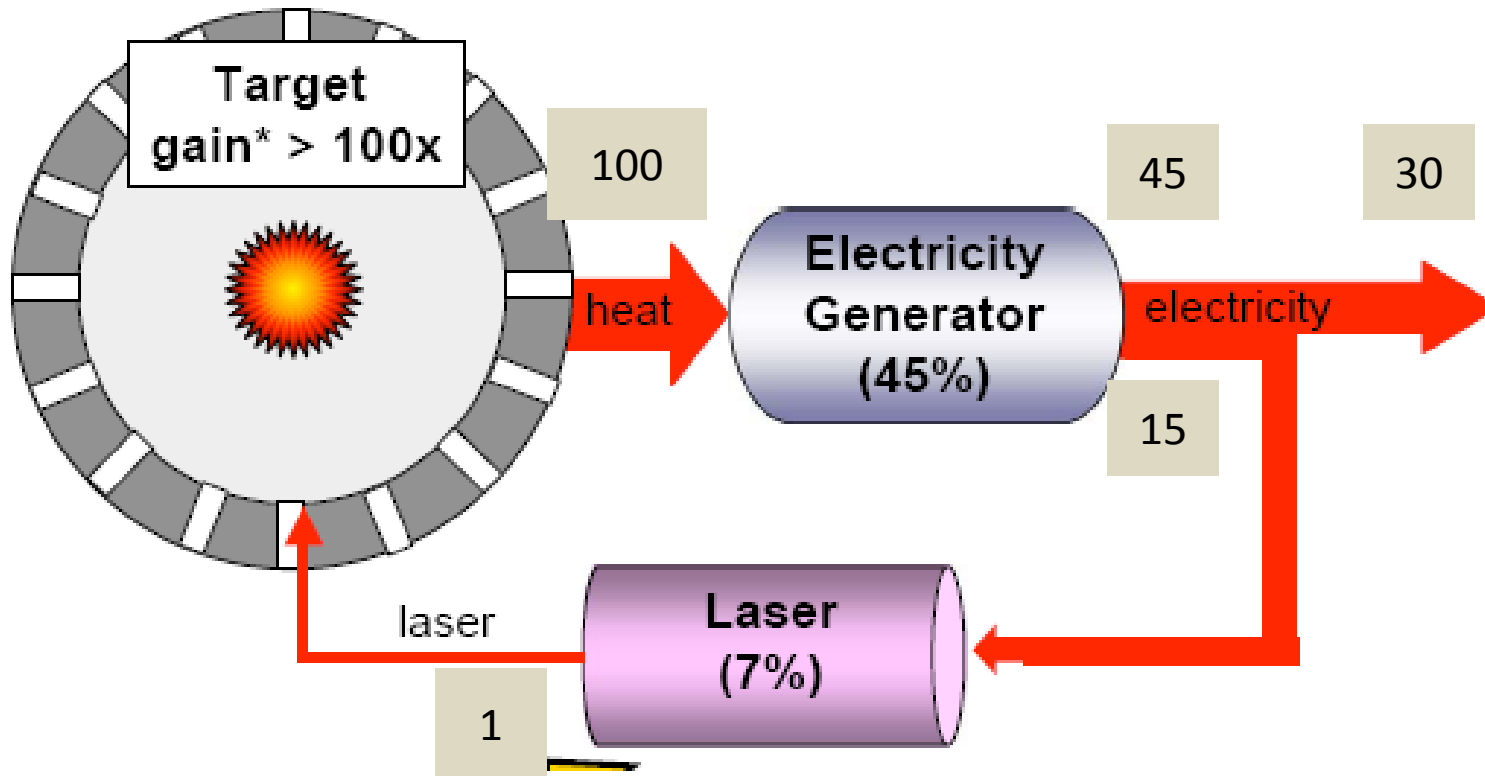 Target
gain* > 100x
100
heat
Electricity
Generator
(45%)
45
30
electricity
15
Laser
(7%)
laser
1